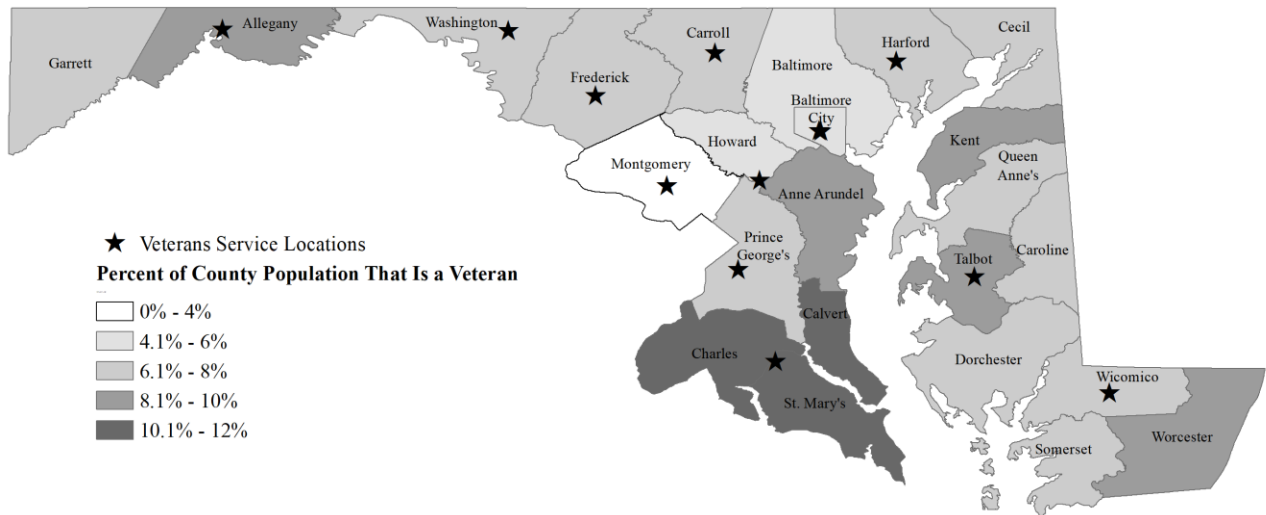 Allegany
Washington
Garrett
Frederick
Carroll
Baltimore
Harford
Cecil
Baltimore
City
Howard
Montgomery
Kent
Queen
Anne's
Anne Arundel
Prince
George's
Talbot
Caroline
Calvert
Charles
St. Mary's
Dorchester
Wicomico
Somerset
Worcester
Veterans Service Locations
Percent of County Population That Is a Veteran
0% - 4%
4.1% - 6%
6.1% - 8%
8.1% - 10%
10.1% - 12%